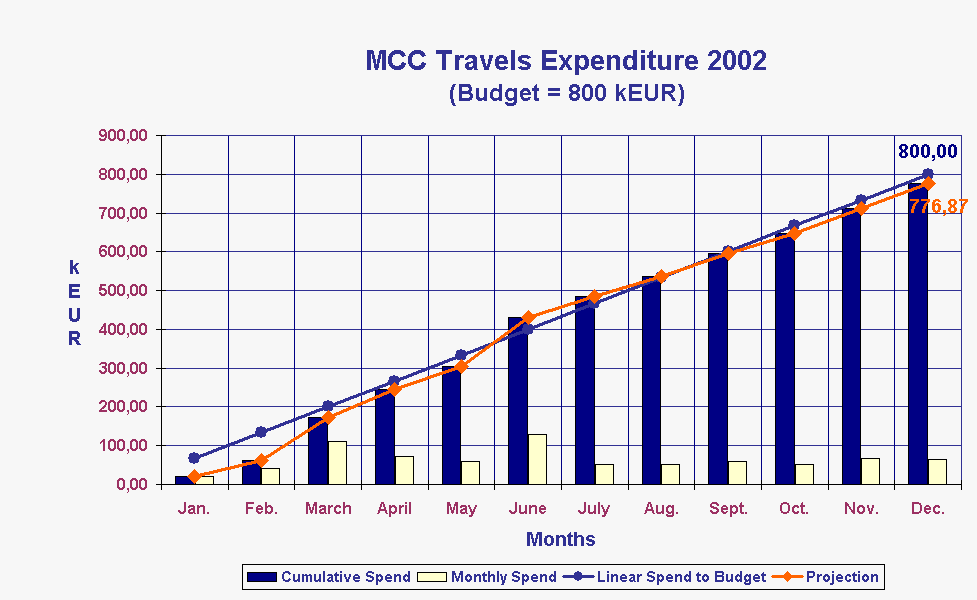 MCC Travels Expenditure 2002
(Budget = 800 kEUR)
900,00
800,00
700,00
600,00
500,00
400,00
300,00
200,00
100,00
0,00
k
E
U
R
800,00
776,87
Jan. Feb. March April May June July Aug. Sept. Oct. Nov. Dec.
Months
Cumulative Spend Monthly Spend Linear Spend to Budget Projection